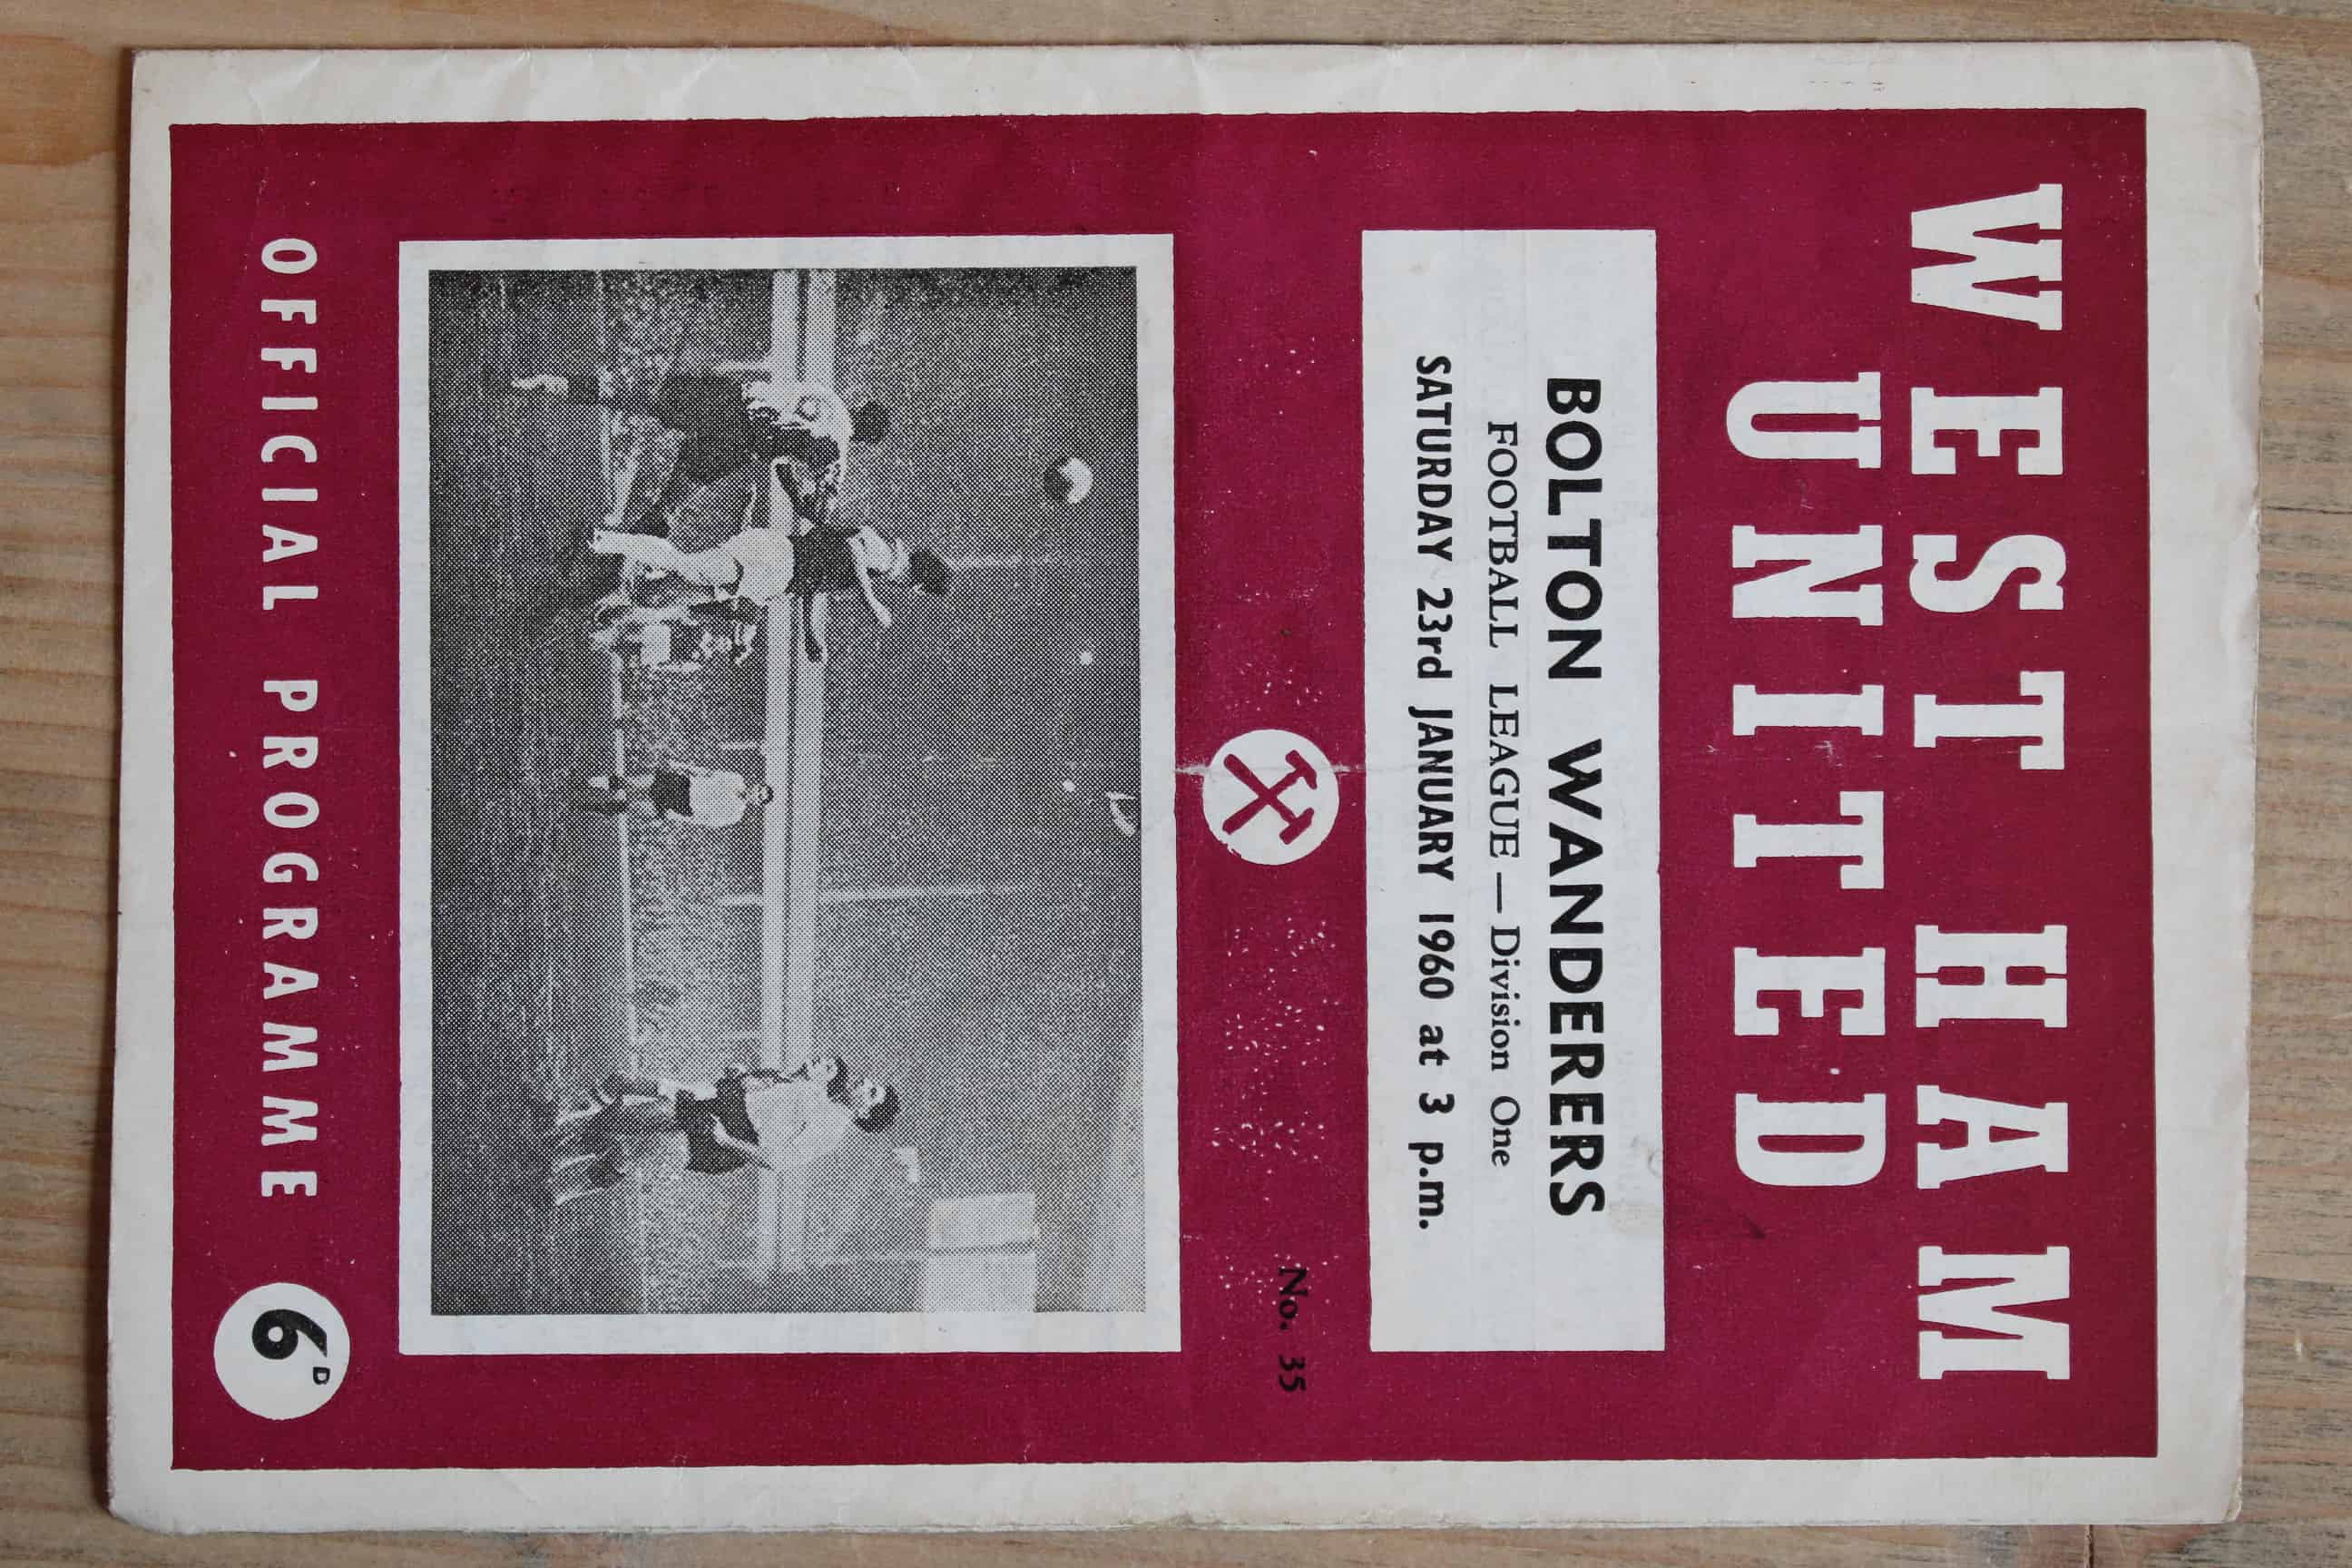 WEST HAM
UNITED
BOLTON WANDERERS
FOOTBALL LEAGUE — Division One
SATURDAY 23rd JANUARY 1960 at 3 p.m.
No. 35
OFFICIAL PROGRAMME 6D